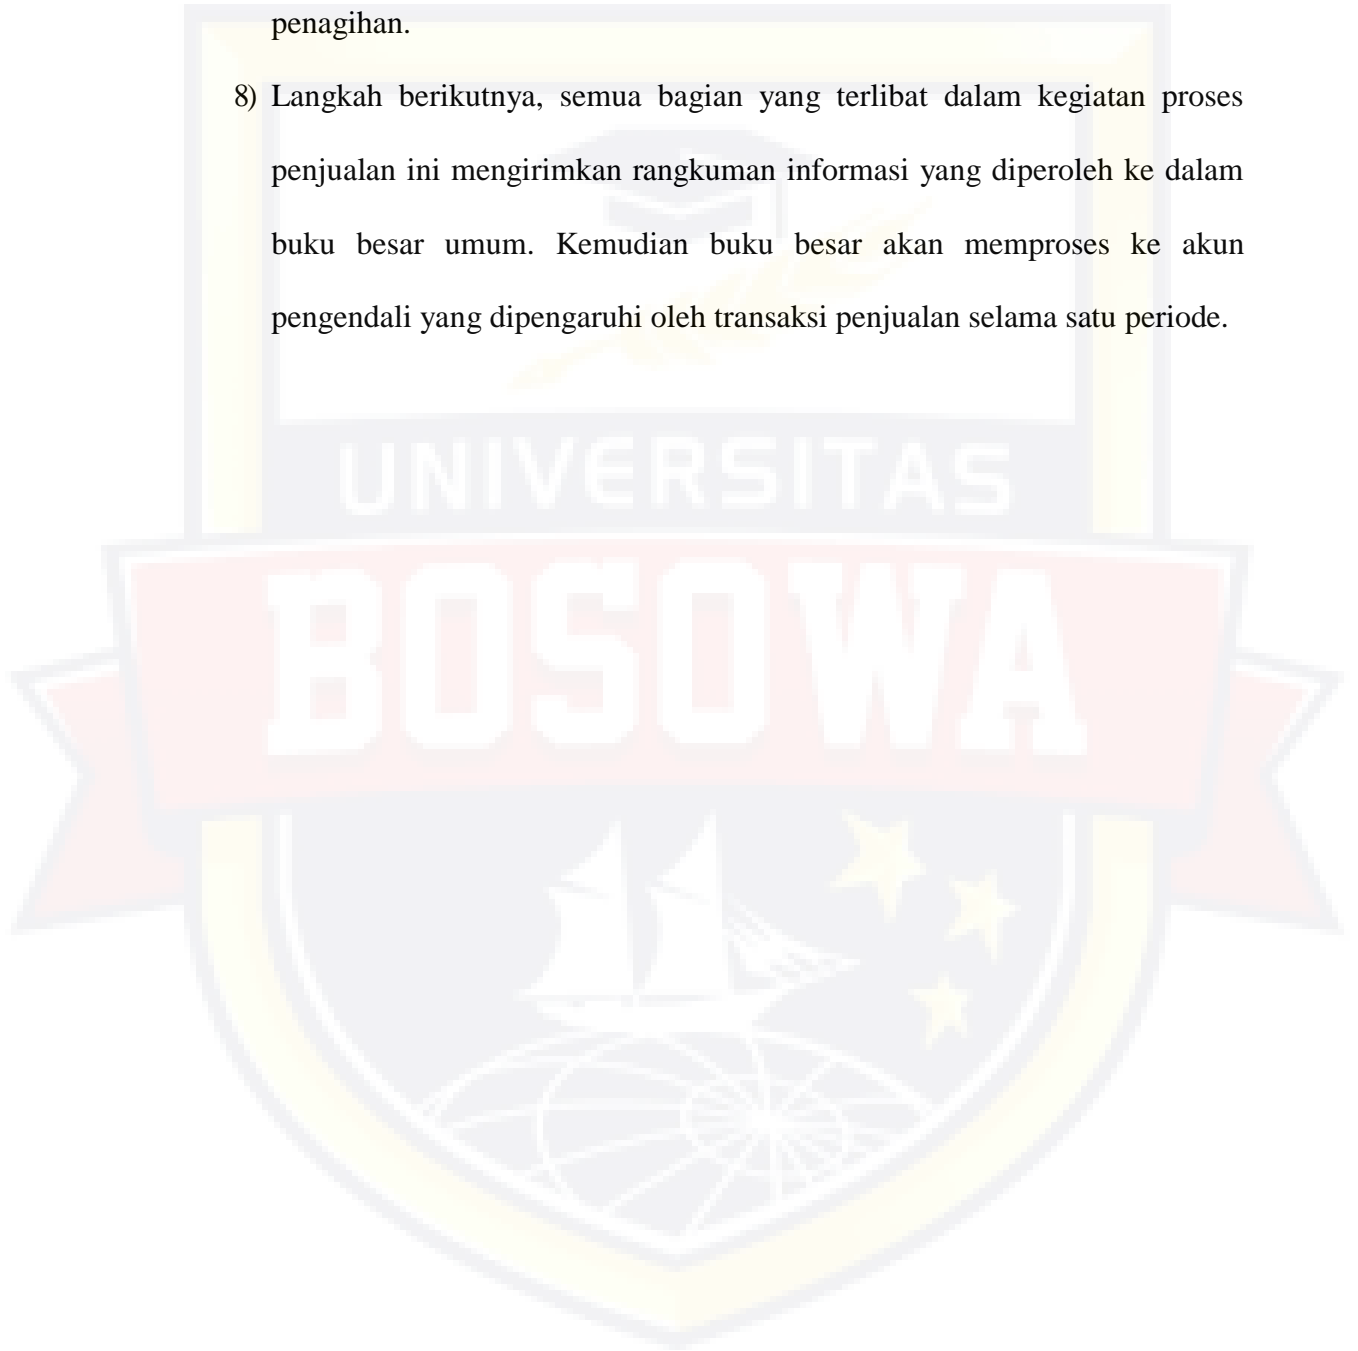 penagihan.
8) Langkah berikutnya, semua bagian yang terlibat dalam kegiatan proses
penjualan ini mengirimkan rangkuman informasi yang diperoleh ke dalam
buku besar umum. Kemudian buku besar akan memproses ke akun
pengendali yang dipengaruhi oleh transaksi penjualan selama satu periode.
UNIVERSITAS
BOSOWA